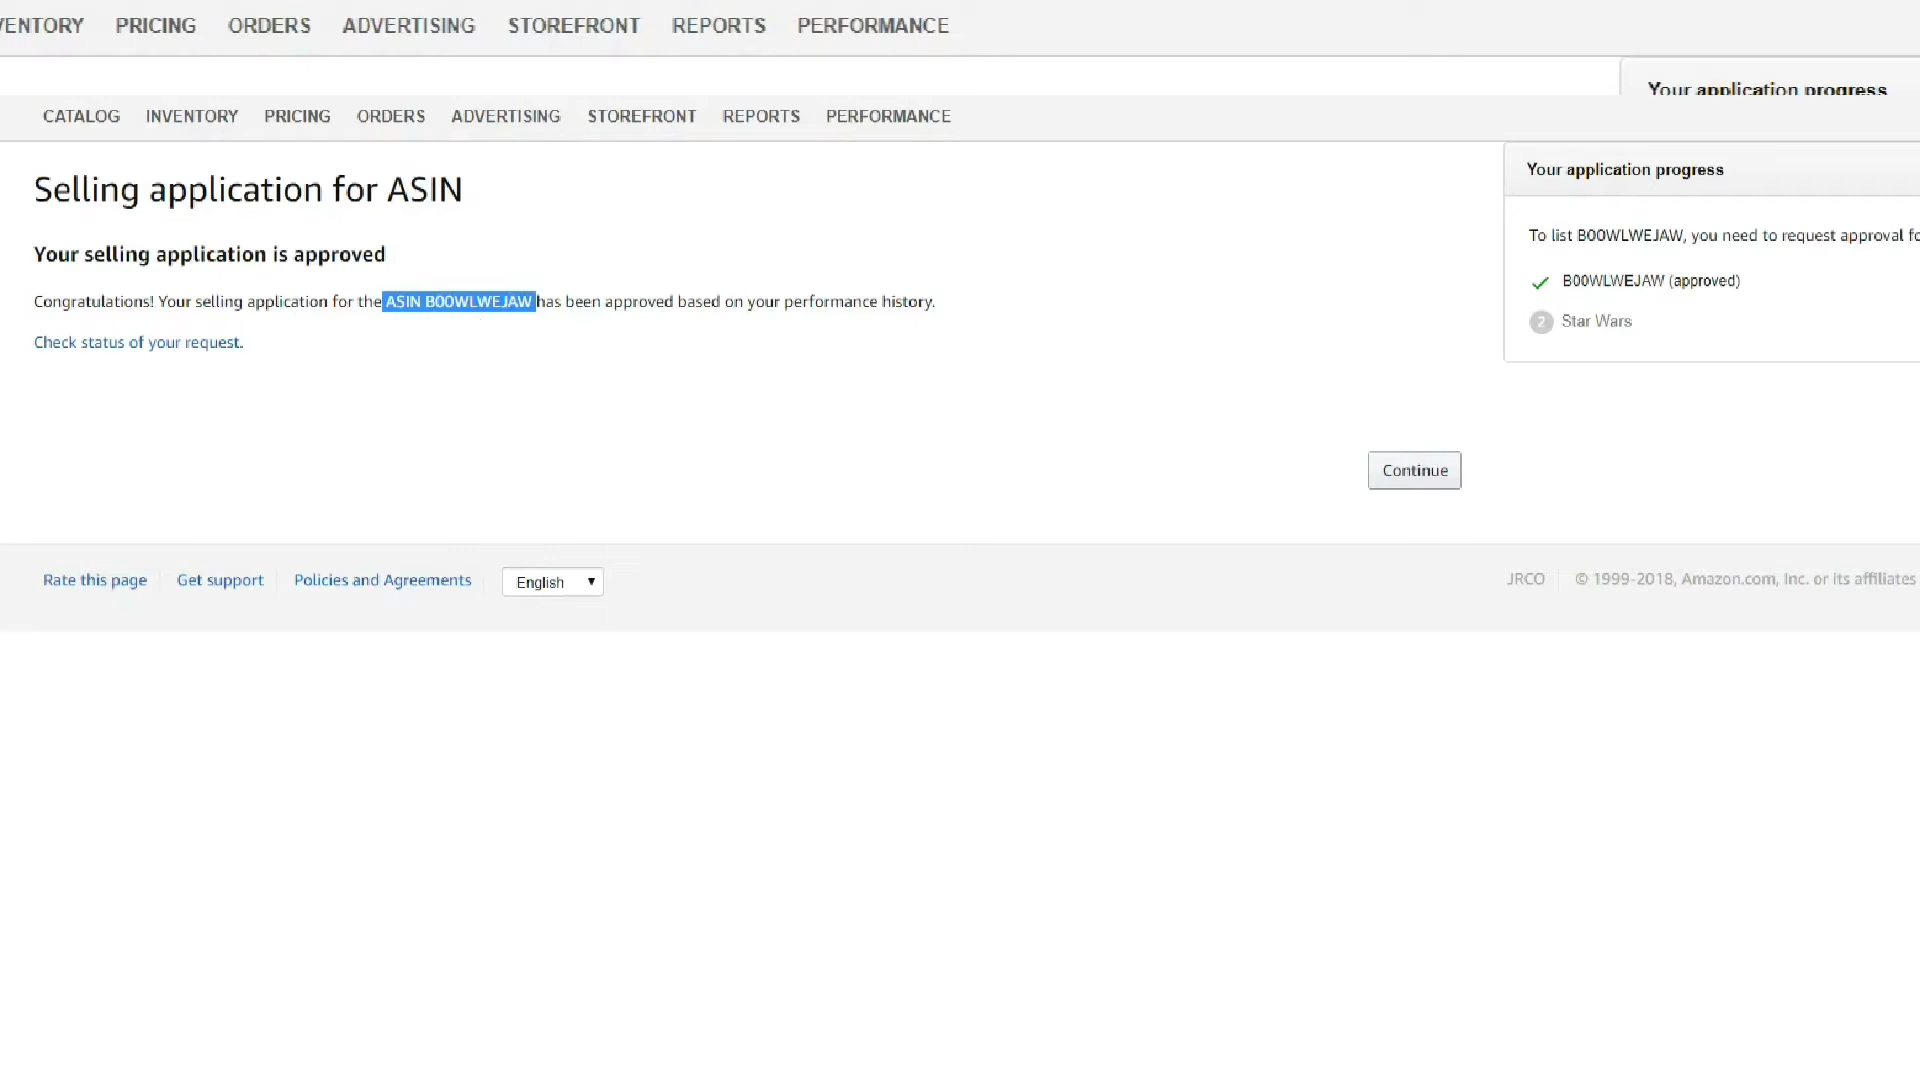 PRICING ORDERS ADVERTISING STOREFRONT REPORTS PERFORMANCE
Your application progress
CATALOG INVENTORY PRICING ORDERS ADVERTISING STOREFRONT REPORTS PERFORMANCE
Selling application for ASIN
Your application progress
Your selling application is approved
To list B00WLWEJAW, you need to request approval
Congratulations! Your selling application for the ASIN B00WLWEJAW has been approved based on your performance history.
B00WLWEJAW (approved)
2 Star Wars
Check status of your request.
Continue
Rate this page Get support Policies and Agreements English JRCO © 1999-2018, Amazon.com, Inc. or its affiliates